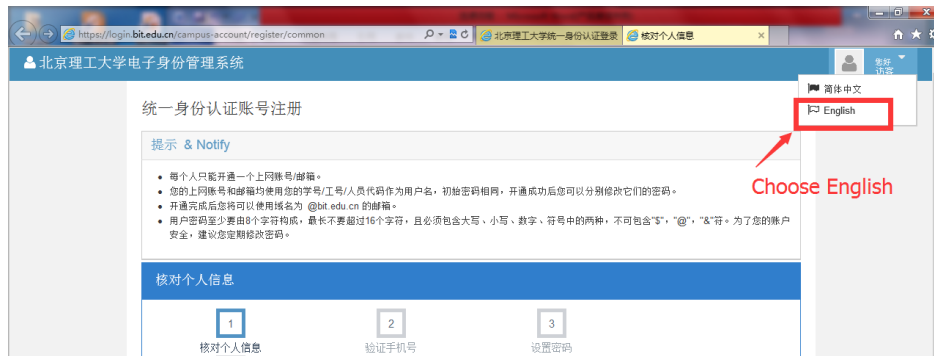 https://login.bit.edu.cn/campus-account/register/common
北京理工大学统一身份认证登录
核对个人信息
北京理工大学电子身份管理系统
您好
访客
简体中文
English
统一身份认证账号注册
提示 & Notify
Choose English
每个人只能开通一个上网账号/邮箱。
您的上网账号和邮箱均使用您的学号/工号/人员代码作为用户名，初始密码相同，开通成功后您可以分别修改它们的密码。
开通完成后您将可以使用域名为 @bit.edu.cn 的邮箱。
用户密码至少要由8个字符构成，最长不要超过16个字符，且必须包含大写、小写、数字、符号中的两种，不可包含"$"，"@"，"&"符。为了您的账户
安全，建议您定期修改密码。
核对个人信息
1
2
3
核对个人信息
验证手机号
设置密码